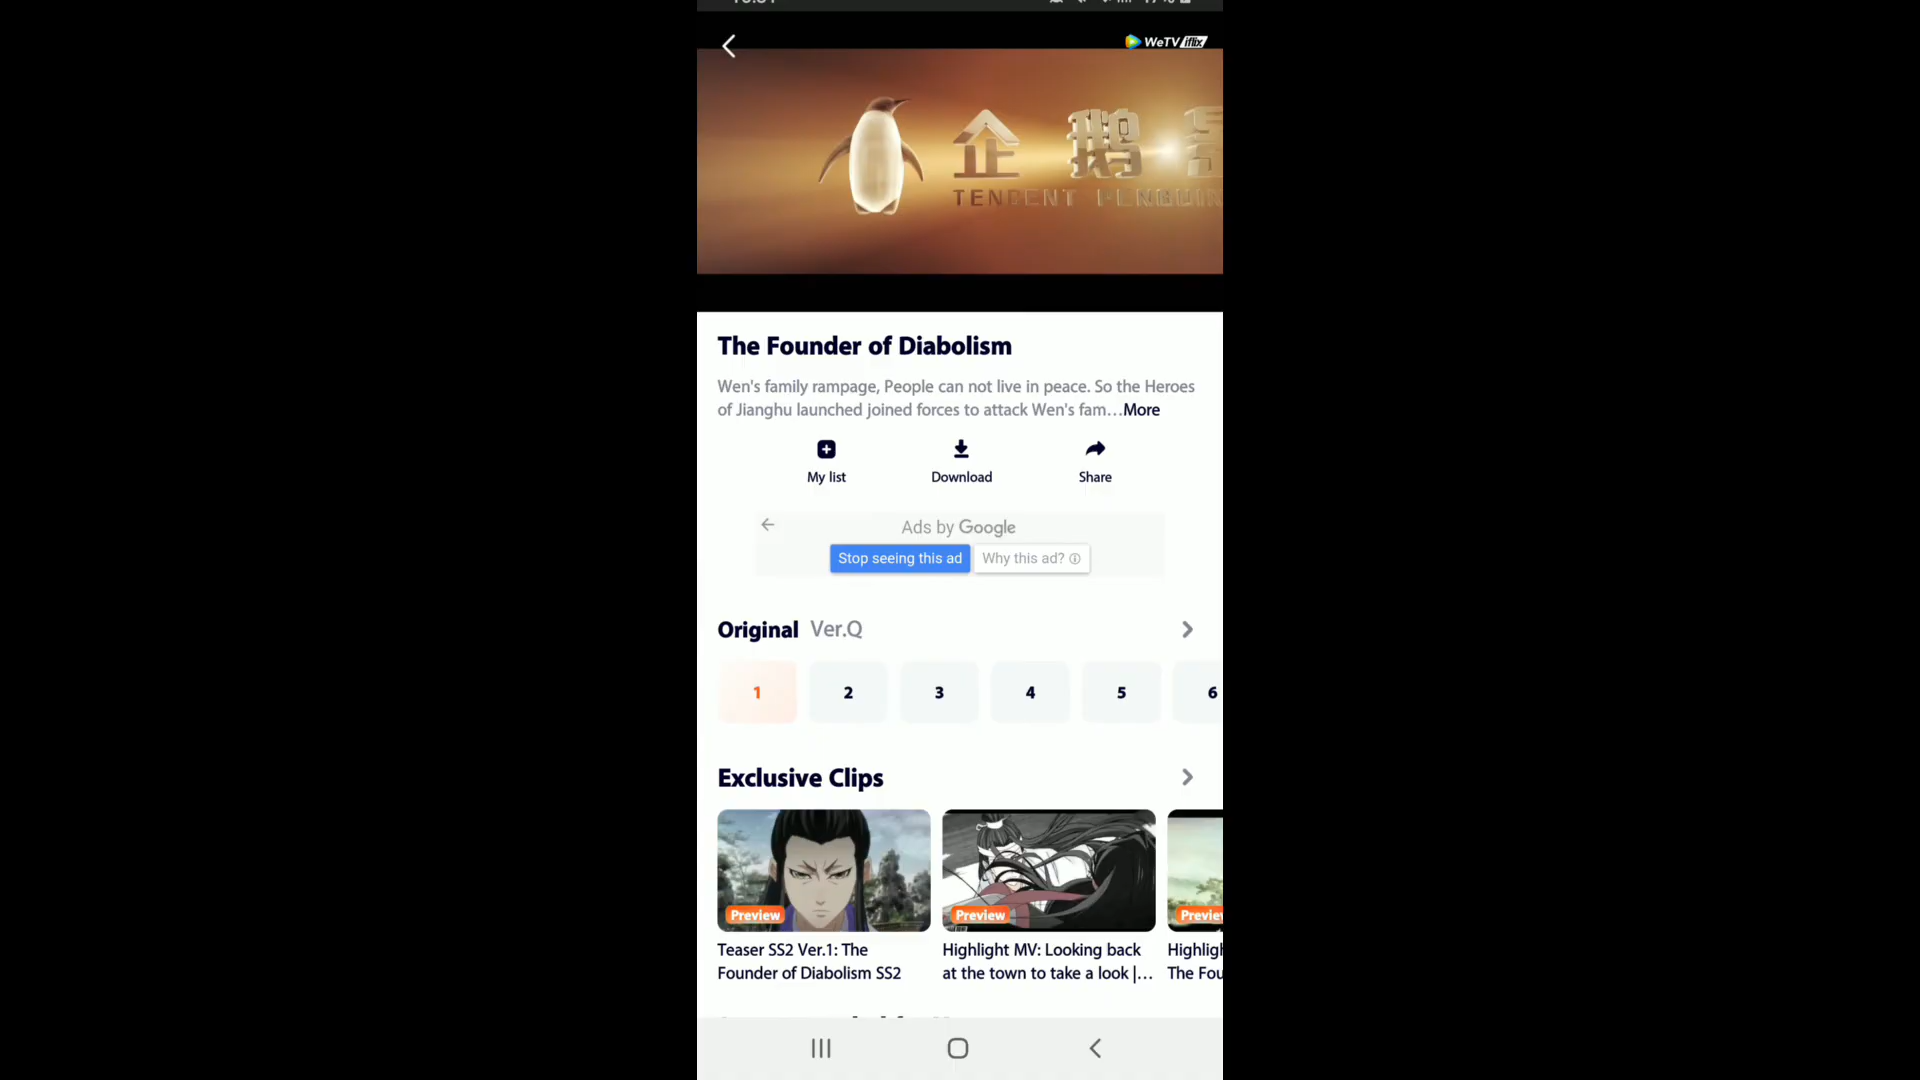 WeTV iflix
企鹅
TENCENT PENGUIN
The Founder of Diabolism
Wen's family rampage, People can not live in peace. So the Heroes
of Jianghu launched joined forces to attack Wen's fam...More
My list
Download
Share
Ads by Google
Stop seeing this ad
Why this ad?
Original Ver.Q
1 2 3 4 5 6
Exclusive Clips
Preview
Preview
Teaser SS2 Ver.1: The
Founder of Diabolism SS2
Highlight MV: Looking back
at the town to take a look |...